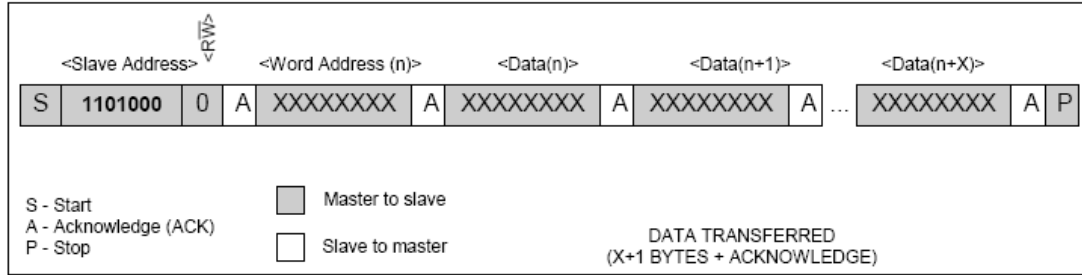 <RW>
<Slave Address> <Word Address (n)> <Data(n)> <Data(n+1)> <Data(n+X)>
S 1101000 0 A XXXXXXXX A XXXXXXXX A XXXXXXXX A ... XXXXXXXX A P
S - Start
A - Acknowledge (ACK)
P - Stop
Master to slave
Slave to master
DATA TRANSFERRED
(X+1 BYTES + ACKNOWLEDGE)